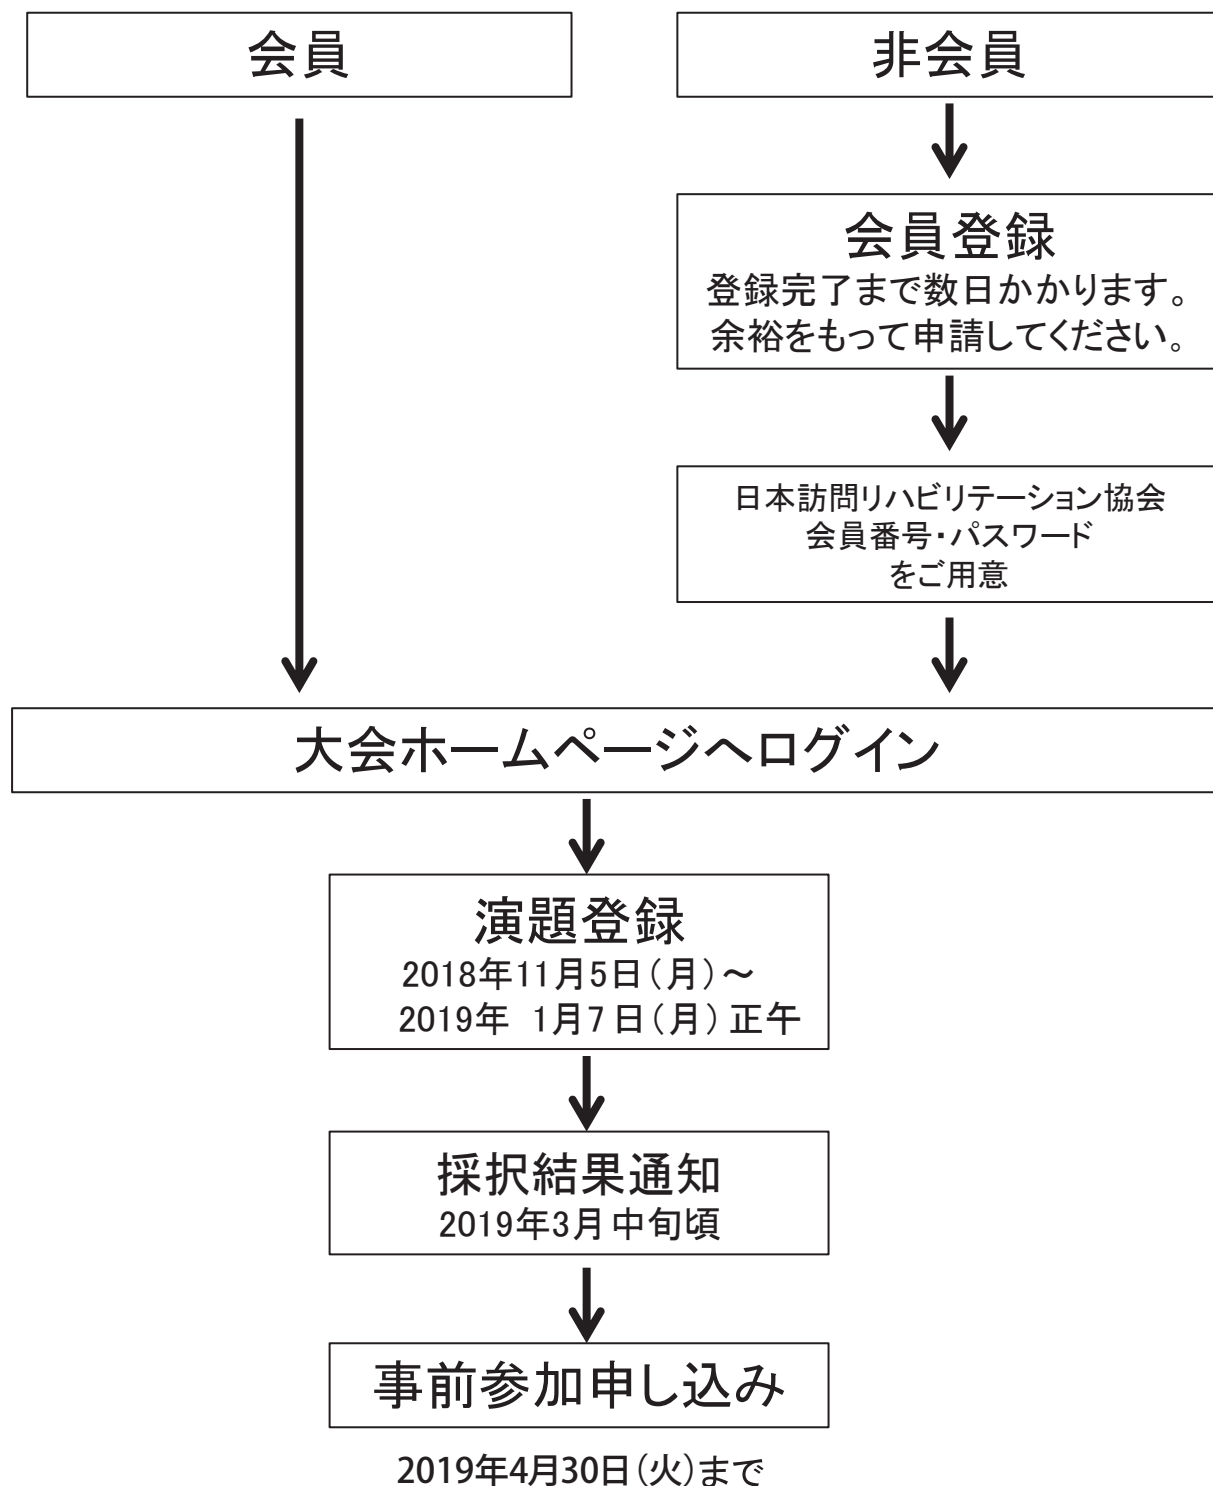 会員
非会員
会員登録
登録完了まで数日かかります。
余裕をもって申請してください。
日本訪問リハビリテーション協会
会員番号・パスワード
をご用意
大会ホームページへログイン
演題登録
2018年11月5日(月)～
2019年 1月7日(月)正午
採択結果通知
2019年3月中旬頃
事前参加申し込み
2019年4月30日(火)まで